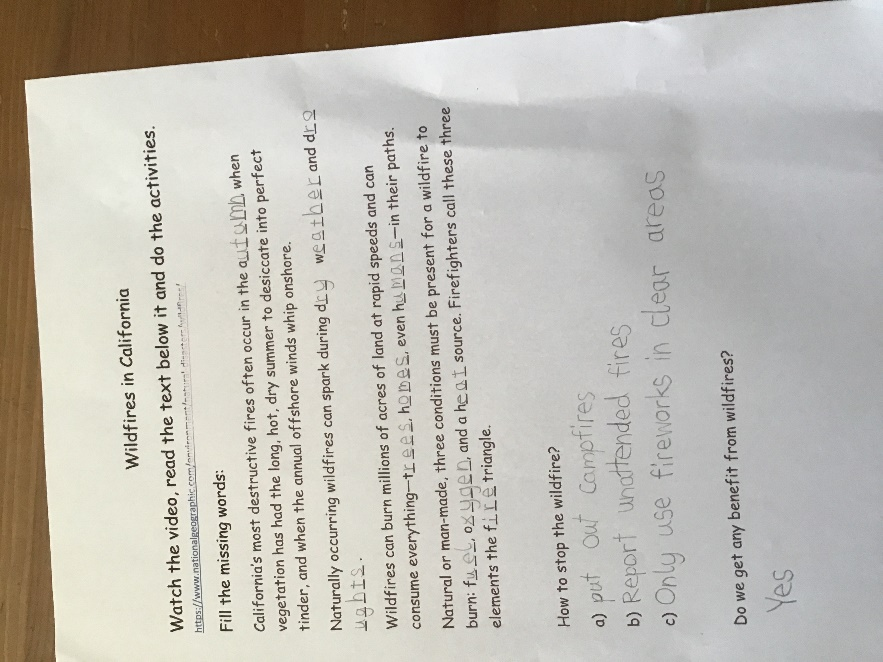 Wildfires in California
Watch the video, read the text below it and do the activities.
https://www.nationalgeographic.com/environment/natural-disasters/wildfires/
Fill the missing words:
California's most destructive fires often occur in the autumn when
vegetation has had the long, hot, dry summer to desiccate into perfect
tinder, and when the annual offshore winds whip onshore.
Naturally occurring wildfires can spark during dry weather and dro
ughts.
Wildfires can burn millions of acres of land at rapid speeds and can
consume everything—trees, homes, even humans—in their paths.
Natural or man-made, three conditions must be present for a wildfire to
burn: fuel, oxygen, and a heat source. Firefighters call these three
elements the fire triangle.
How to stop the wildfire?
a) put out campfires
b) Report unattended fires
c) Only use fireworks in clear areas
Do we get any benefit from wildfires?
Yes